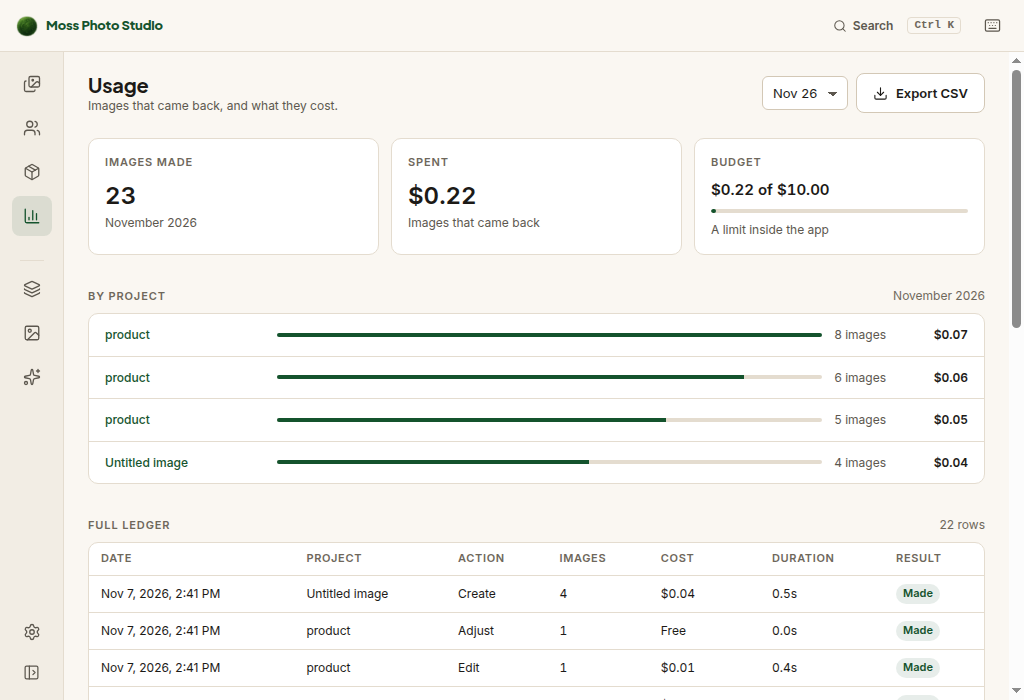 Moss Photo Studio
Search Ctrl K
Usage
Images that came back, and what they cost.
Nov 26
Export CSV
IMAGES MADE
23
November 2026
SPENT
$0.22
Images that came back
BUDGET
$0.22 of $10.00
A limit inside the app
BY PROJECT November 2026
product 8 images $0.07
product 6 images $0.06
product 5 images $0.05
Untitled image 4 images $0.04
FULL LEDGER 22 rows
DATE PROJECT ACTION IMAGES COST DURATION RESULT
Nov 7, 2026, 2:41 PM Untitled image Create 4 $0.04 0.5s Made
Nov 7, 2026, 2:41 PM product Adjust 1 Free 0.0s Made
Nov 7, 2026, 2:41 PM product Edit 1 $0.01 0.4s Made